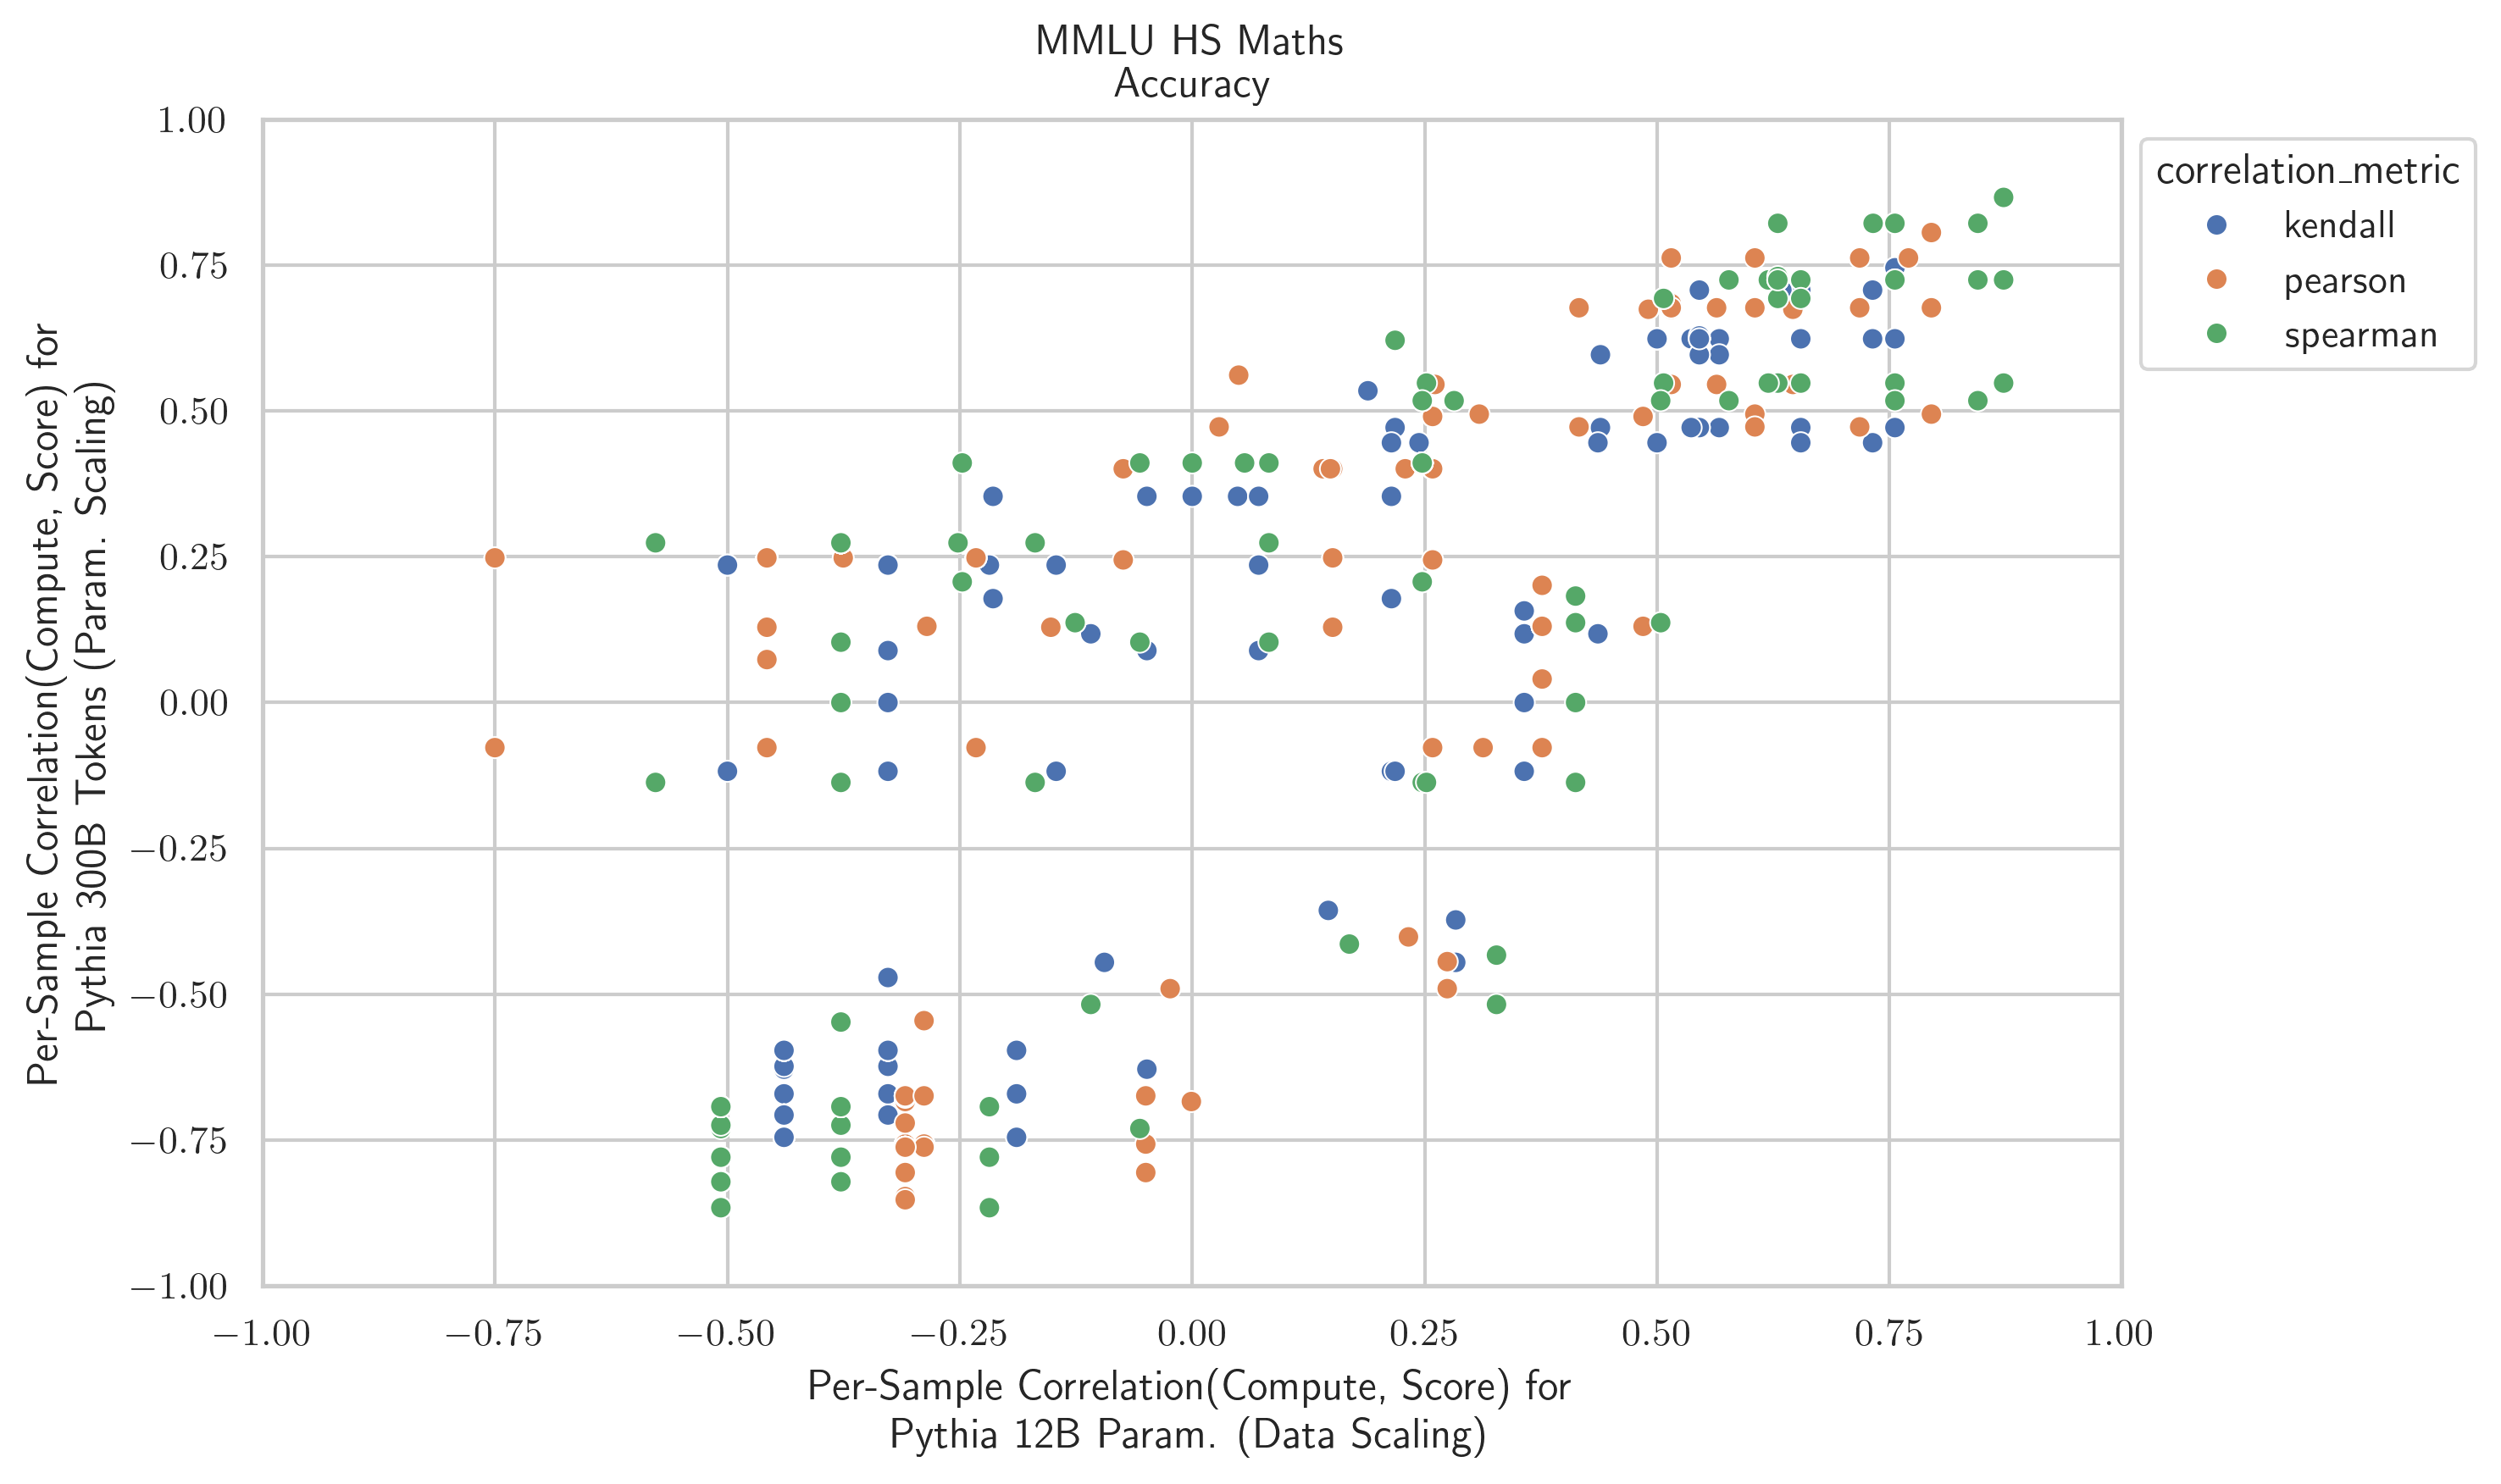 MMLU HS Maths
Accuracy
1.00
0.75
0.50
0.25
0.00
−0.25
−0.50
−0.75
−1.00
Per-Sample Correlation(Compute, Score) for
Pythia 300B Tokens (Param. Scaling)
−1.00
−0.75
−0.50
−0.25
0.00
0.25
0.50
0.75
1.00
Per-Sample Correlation(Compute, Score) for
Pythia 12B Param. (Data Scaling)
correlation_metric
kendall
pearson
spearman